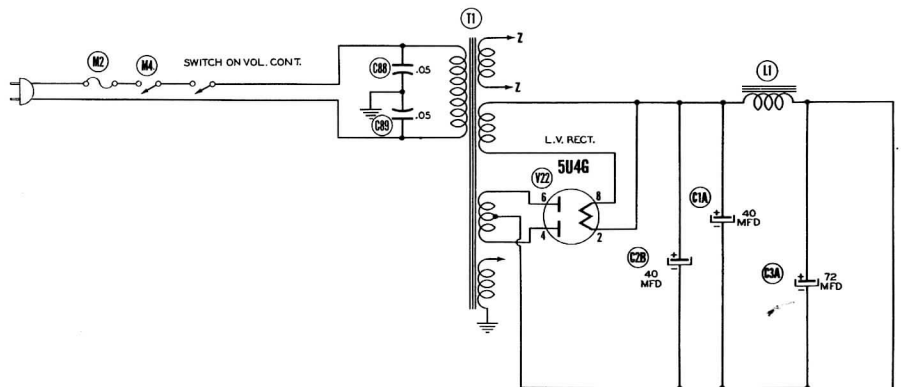 T1
Z
M2
M4
SWITCH ON VOL. CONT.
C88
.05
L1
Z
C89
.05
L.V. RECT.
5U4G
V22
6
8
4
2
C1A
+
-
40
MFD
C2B
+
-
40
MFD
C3A
+
-
72
MFD